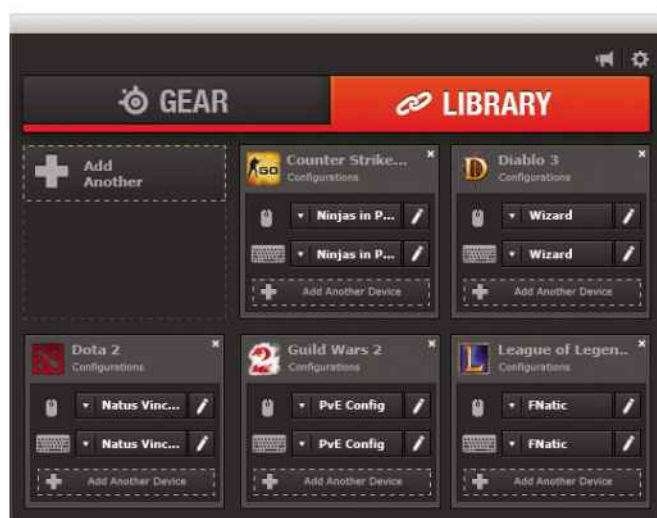 GEAR
LIBRARY
Add
Another
GO
Counter Strike...
Configurations
Ninjas in P...
Ninjas in P...
Add Another Device
D
Diablo 3
Configurations
Wizard
Wizard
Add Another Device
Dota 2
Configurations
Natus Vinc...
Natus Vinc...
Add Another Device
2
Guild Wars 2
Configurations
PvE Config
PvE Config
Add Another Device
L
League of Legen..
Configurations
FNatic
FNatic
Add Another Device